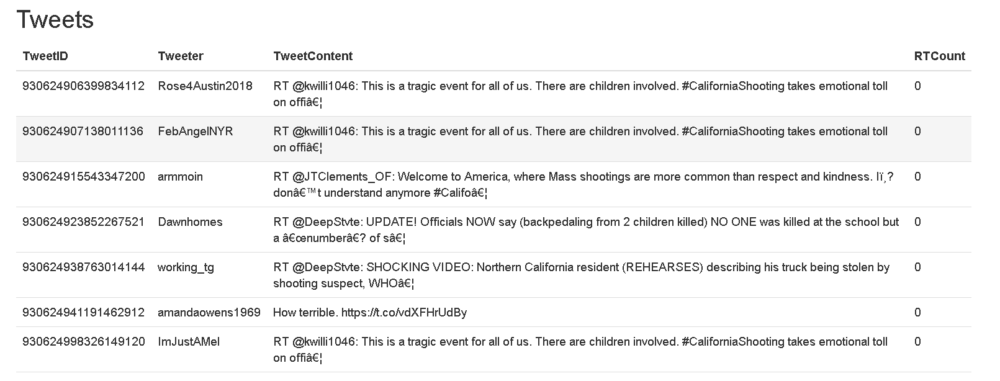 Tweets
TweetID Tweeter TweetContent RTCount
930624906399834112 Rose4Austin2018 RT @kwilli1046: This is a tragic event for all of us. There are children involved. #CaliforniaShooting takes emotional toll 0
on offiâ€¦
930624907138011136 FebAngelNYR RT @kwilli1046: This is a tragic event for all of us. There are children involved. #CaliforniaShooting takes emotional toll 0
on offiâ€¦
930624915543347200 armmoin RT @JTClements_OF: Welcome to America, where Mass shootings are more common than respect and kindness. Iï¸? 0
donâ€™t understand anymore #Califoâ€¦
930624923852267521 Dawnhomes RT @DeepStvte: UPDATE! Officials NOW say (backpedaling from 2 children killed) NO ONE was killed at the school but 0
a â€œnumberâ€? of sâ€¦
930624938763014144 working_tg RT @DeepStvte: SHOCKING VIDEO: Northern California resident (REHEARSES) describing his truck being stolen by 0
shooting suspect, WHOâ€¦
930624941191462912 amandaowens1969 How terrible. https://t.co/vdXFHrUdBy 0
930624998326149120 ImJustAMel RT @kwilli1046: This is a tragic event for all of us. There are children involved. #CaliforniaShooting takes emotional toll 0
on offiâ€¦